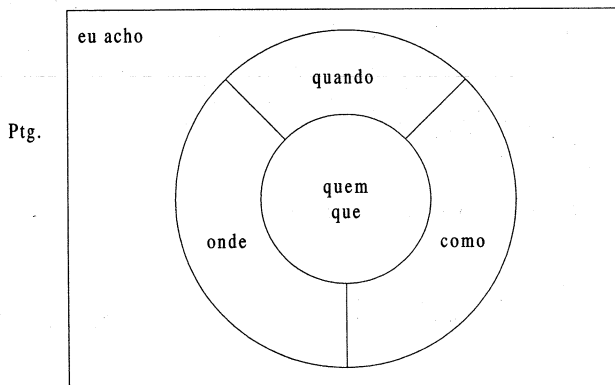 eu acho
quando
Ptg.
quem
que
onde
como